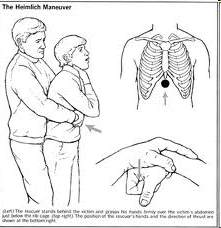 The Heimlich Maneuver
(Left) The rescuer stands behind the victim and grasps his hands firmly over the victim's abdomen
just below the rib cage (top right). The position of the rescuer's hands and the direction of thrust are
shown at the bottom right.